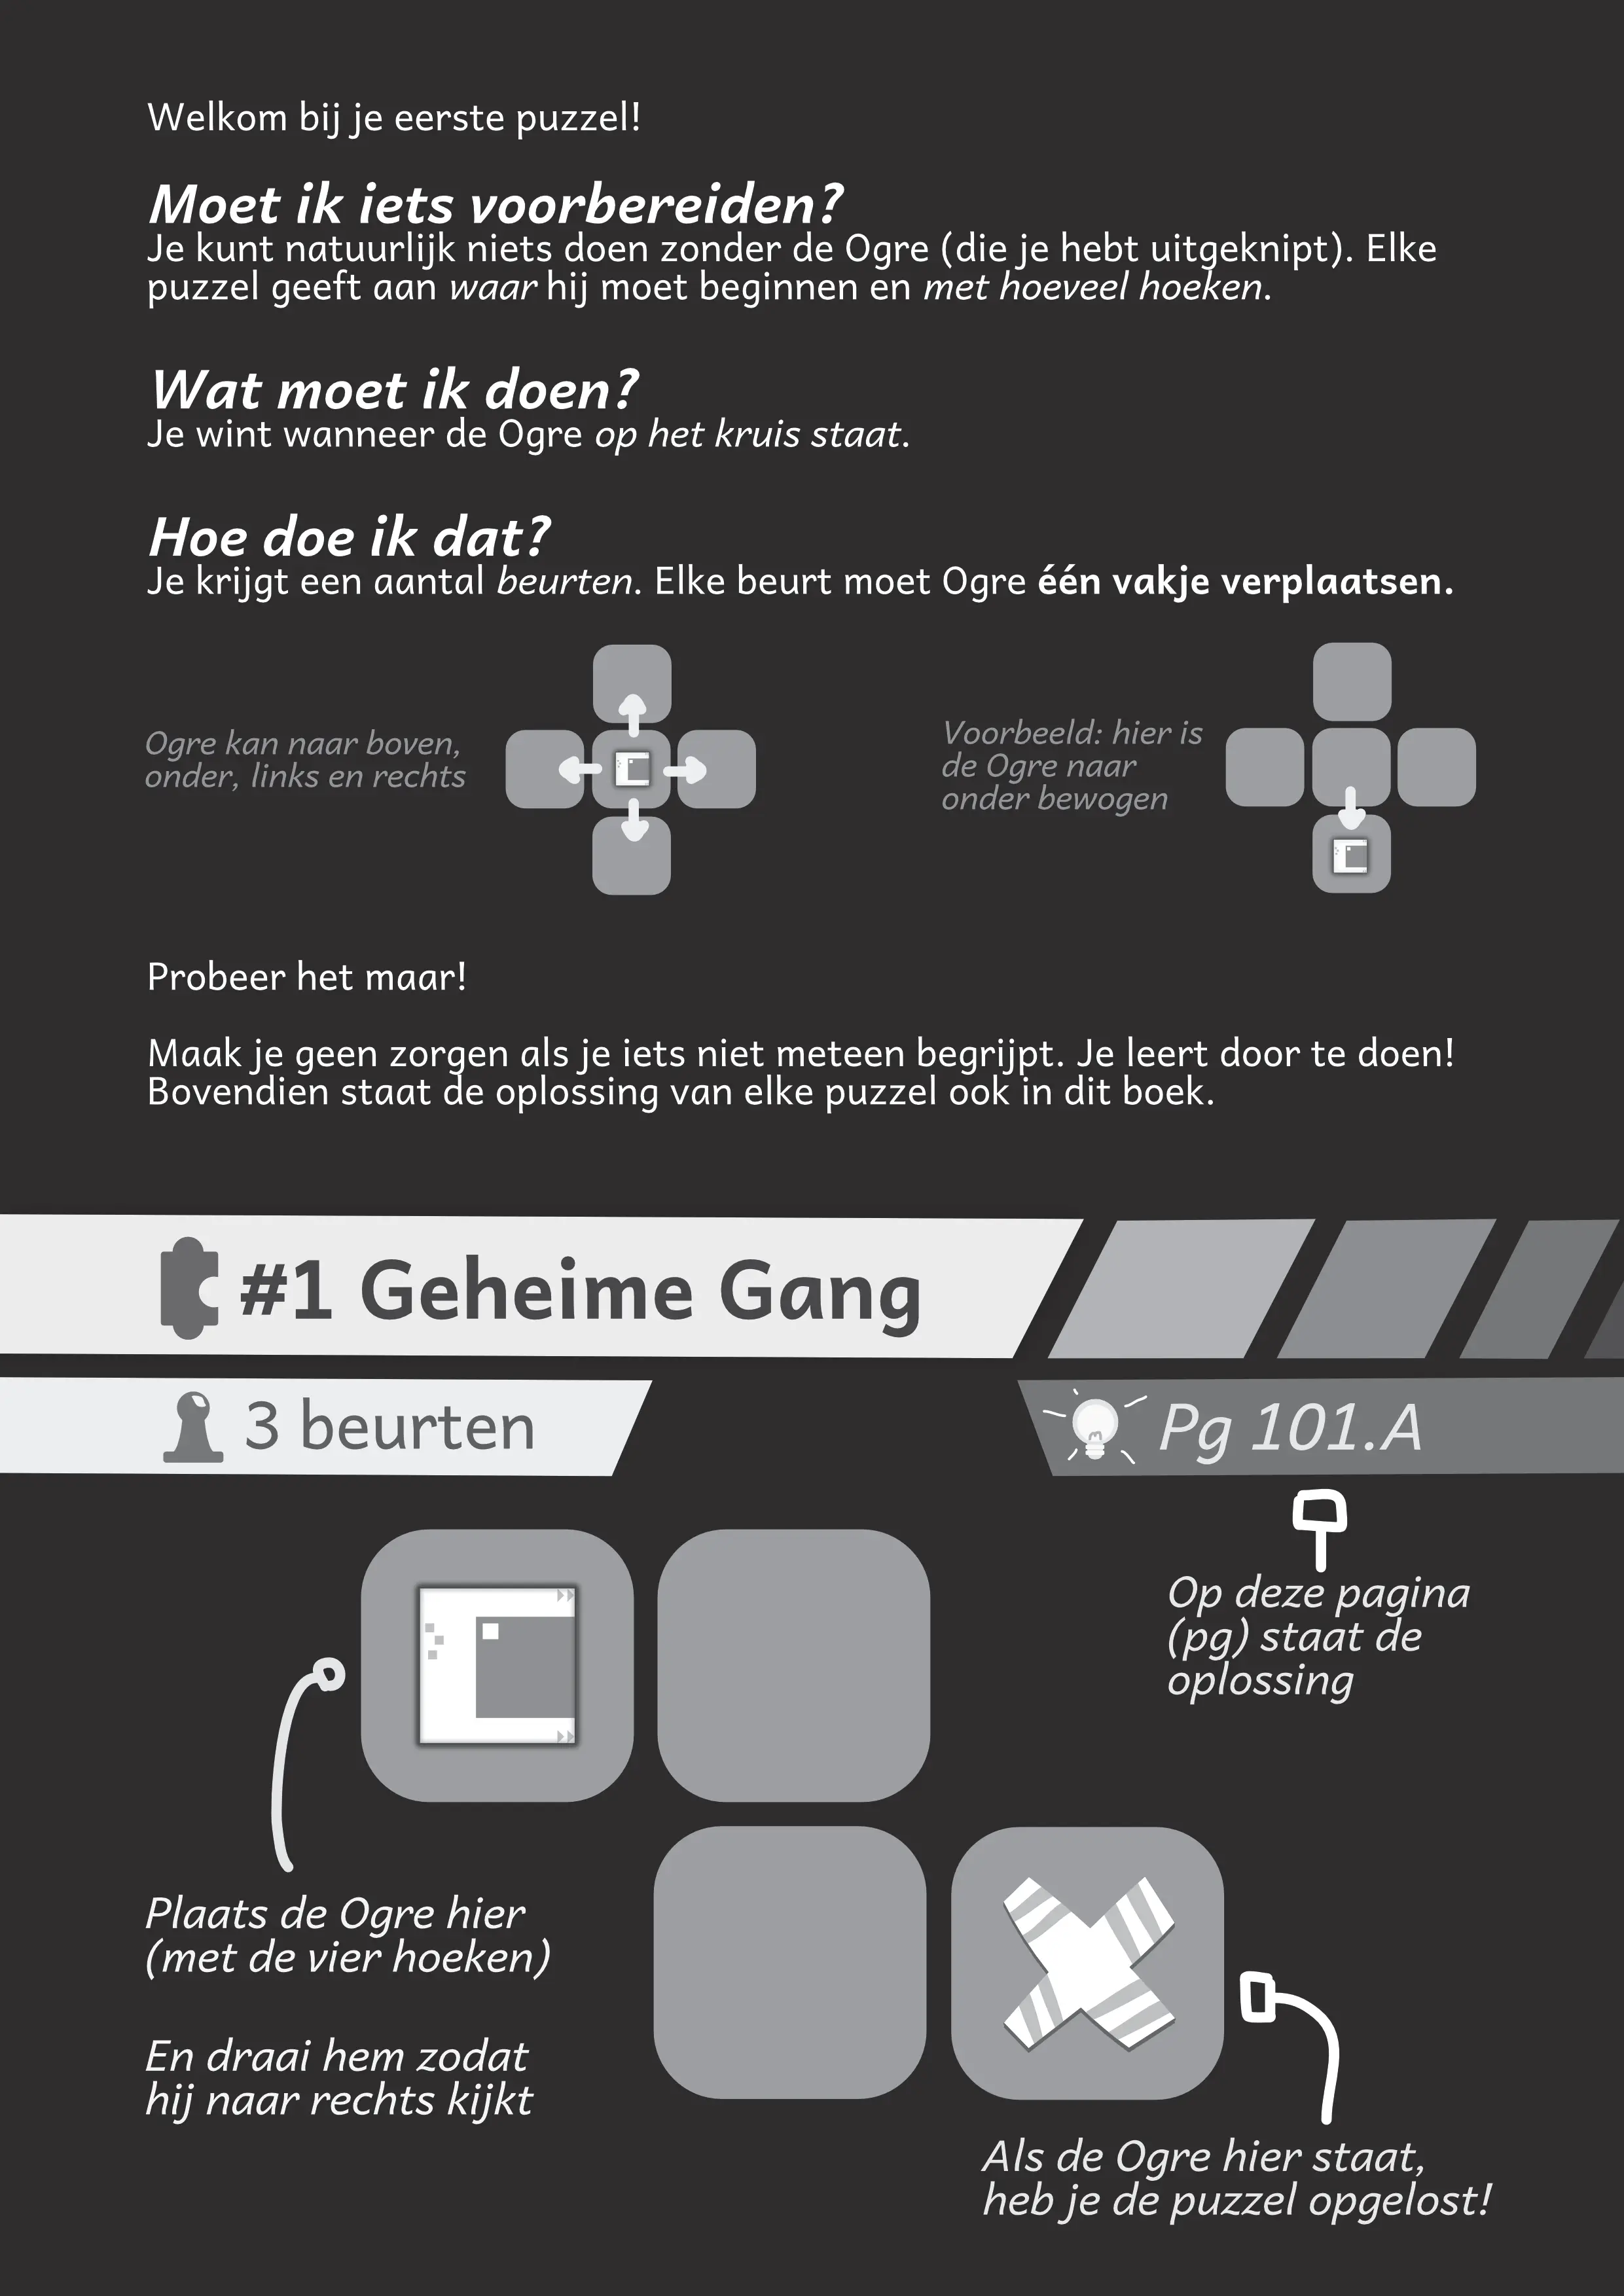 Welkom bij je eerste puzzel!
Moet ik iets voorbereiden?
Je kunt natuurlijk niets doen zonder de Ogre (die je hebt uitgeknipt). Elke
puzzel geeft aan waar hij moet beginnen en met hoeveel hoeken.
Wat moet ik doen?
Je wint wanneer de Ogre op het kruis staat.
Hoe doe ik dat?
Je krijgt een aantal beurten. Elke beurt moet Ogre één vakje verplaatsen.
Ogre kan naar boven,
onder, links en rechts
Voorbeeld: hier is
de Ogre naar
onder bewogen
Probeer het maar!
Maak je geen zorgen als je iets niet meteen begrijpt. Je leert door te doen!
Bovendien staat de oplossing van elke puzzel ook in dit boek.
#1 Geheime Gang
3 beurten
Pg 101.A
Op deze pagina
(pg) staat de
oplossing
Plaats de Ogre hier
(met de vier hoeken)
En draai hem zodat
hij naar rechts kijkt
Als de Ogre hier staat,
heb je de puzzel opgelost!